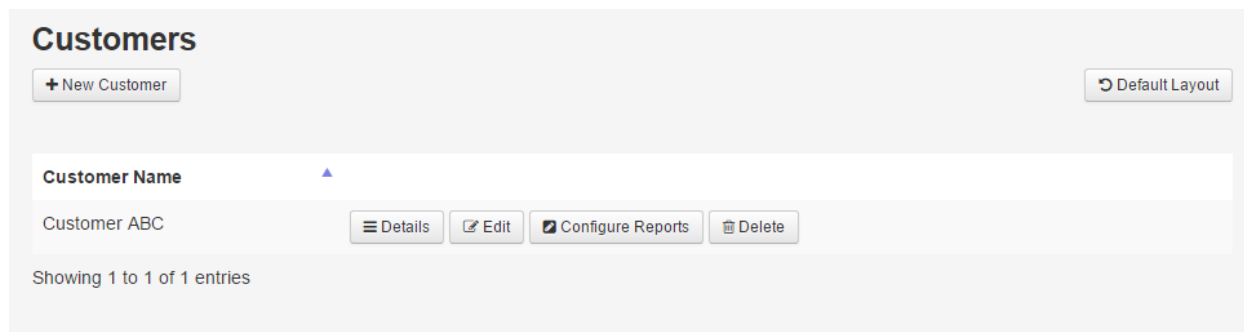 Customers
New Customer
Default Layout
Customer Name
Customer ABC
Details
Edit
Configure Reports
Delete
Showing 1 to 1 of 1 entries